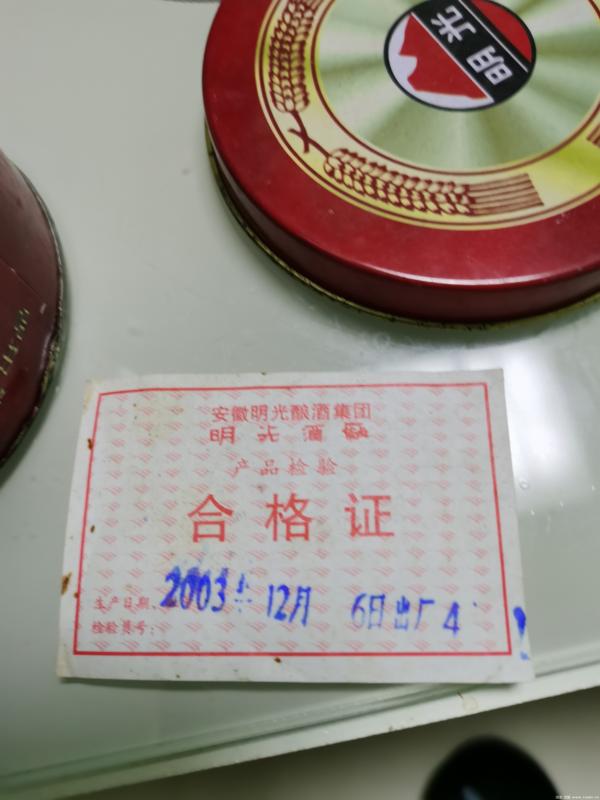 明光
安徽明光酿酒集团
明光酒
产品检验
合格证
生产日期: 2003年 12月 6日出厂 4
检验员号: